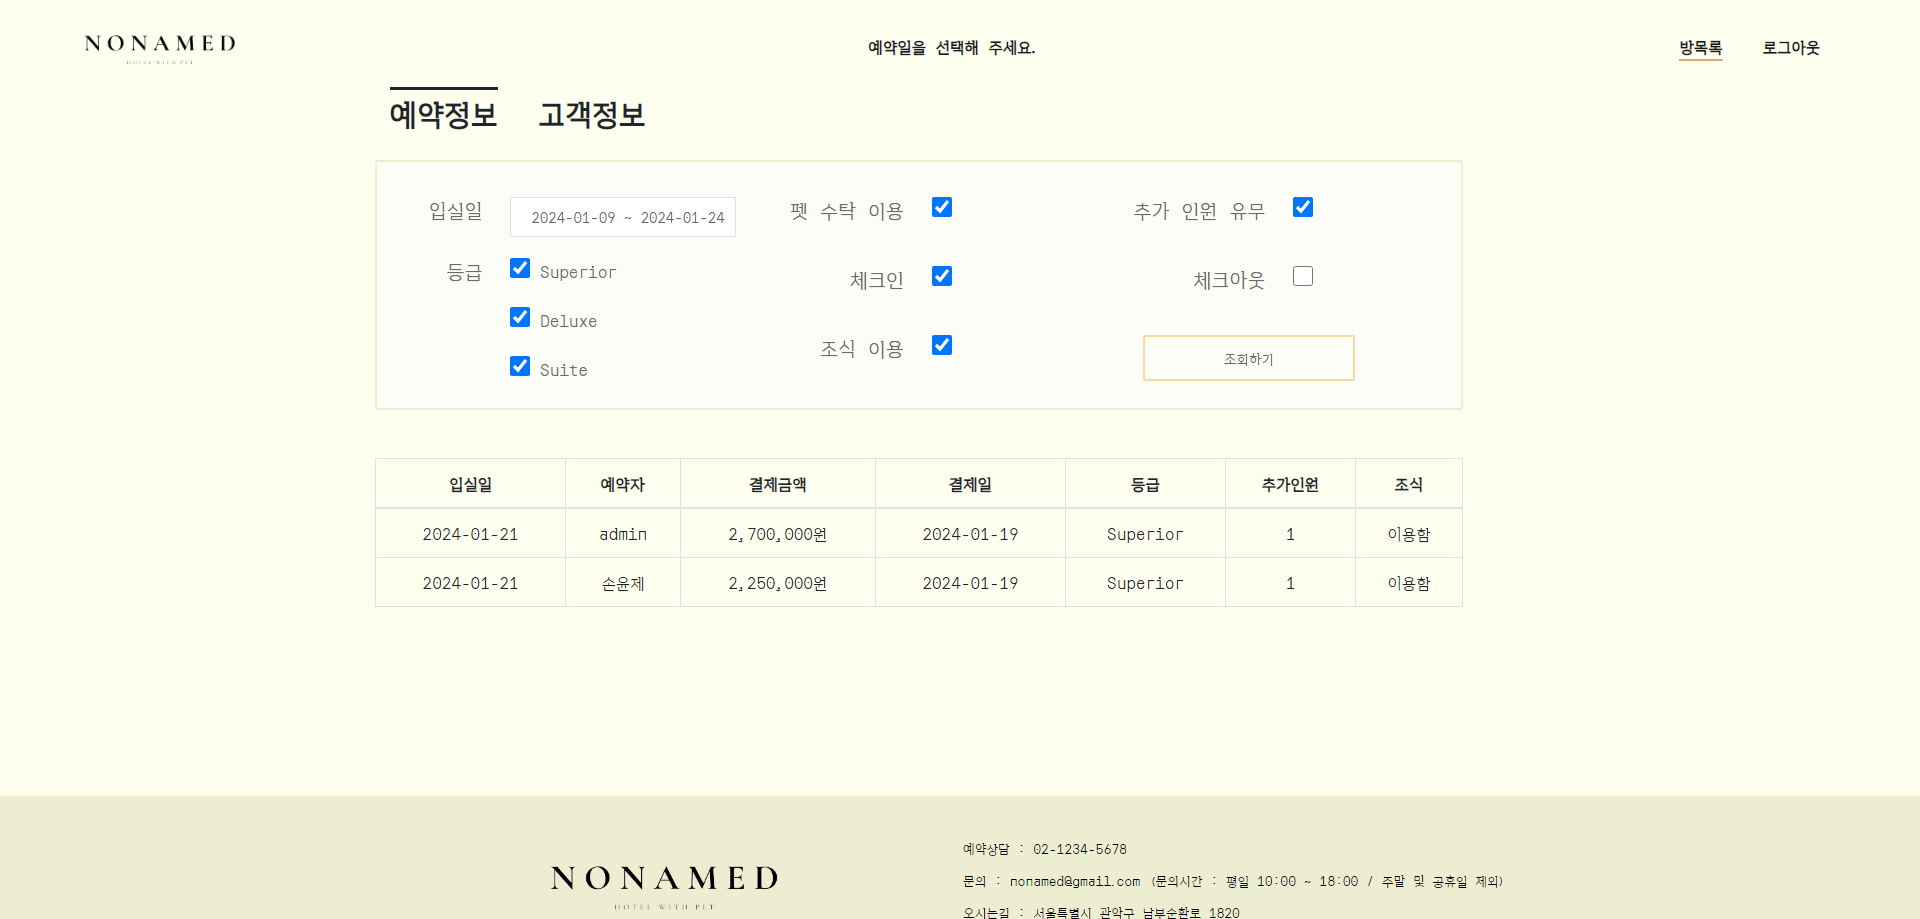 NONAMED
HOTEL WITH PET
예약일을 선택해 주세요.
방목록 로그아웃
예약정보 고객정보
입실일 2024-01-09 ~ 2024-01-24 펫 수탁 이용 추가 인원 유무
등급 Superior 체크인 체크아웃
Deluxe
조식 이용 조회하기
Suite
입실일 예약자 결제금액 결제일 등급 추가인원 조식
2024-01-21 admin 2,700,000원 2024-01-19 Superior 1 이용함
2024-01-21 손윤제 2,250,000원 2024-01-19 Superior 1 이용함
NONAMED
HOTEL WITH PET
예약상담 : 02-1234-5678
문의 : nonamed@gmail.com (문의시간 : 평일 10:00 ~ 18:00 / 주말 및 공휴일 제외)
오시는길 : 서울특별시 관악구 남부순환로 1820